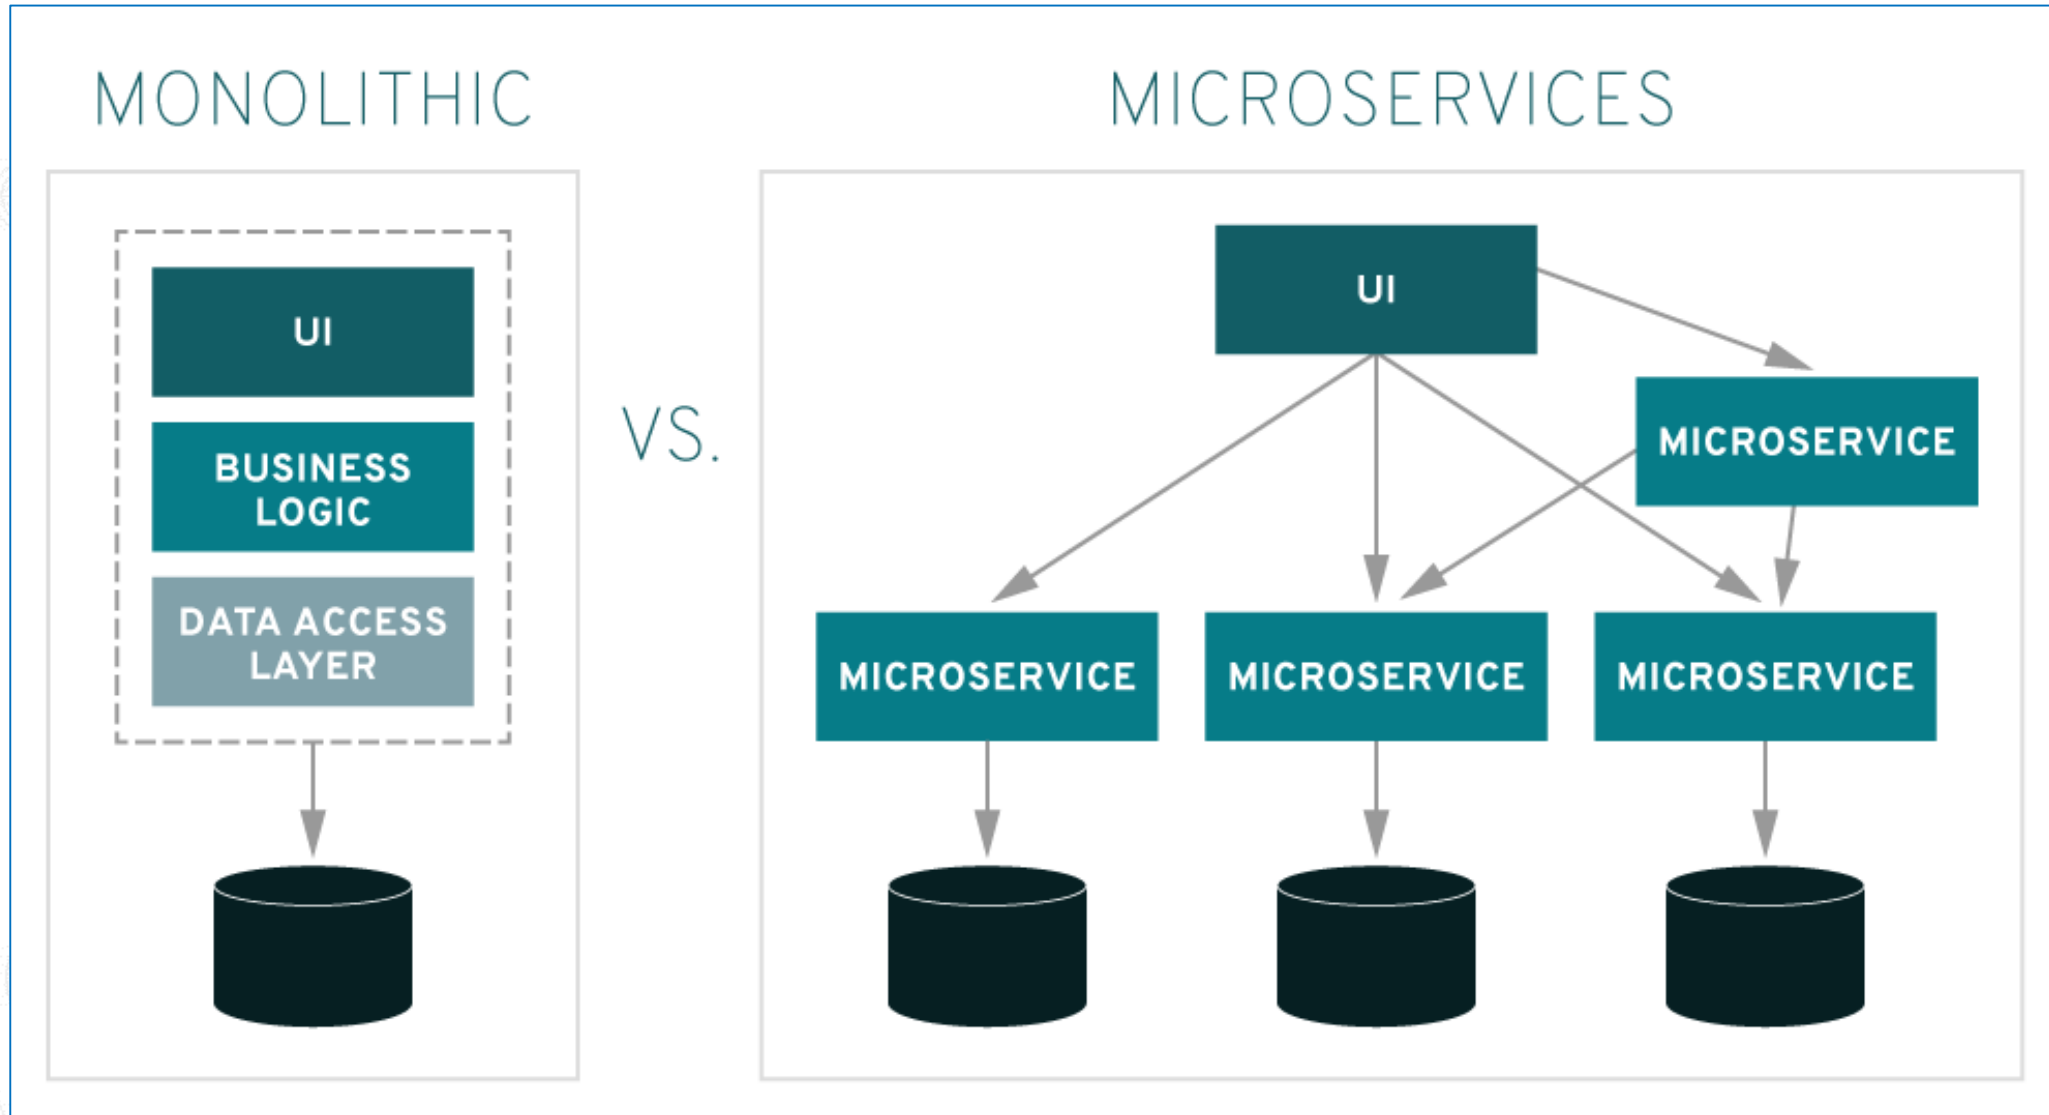 MONOLITHIC
UI
BUSINESS
LOGIC
DATA ACCESS
LAYER
VS.
MICROSERVICES
UI
MICROSERVICE
MICROSERVICE
MICROSERVICE
MICROSERVICE